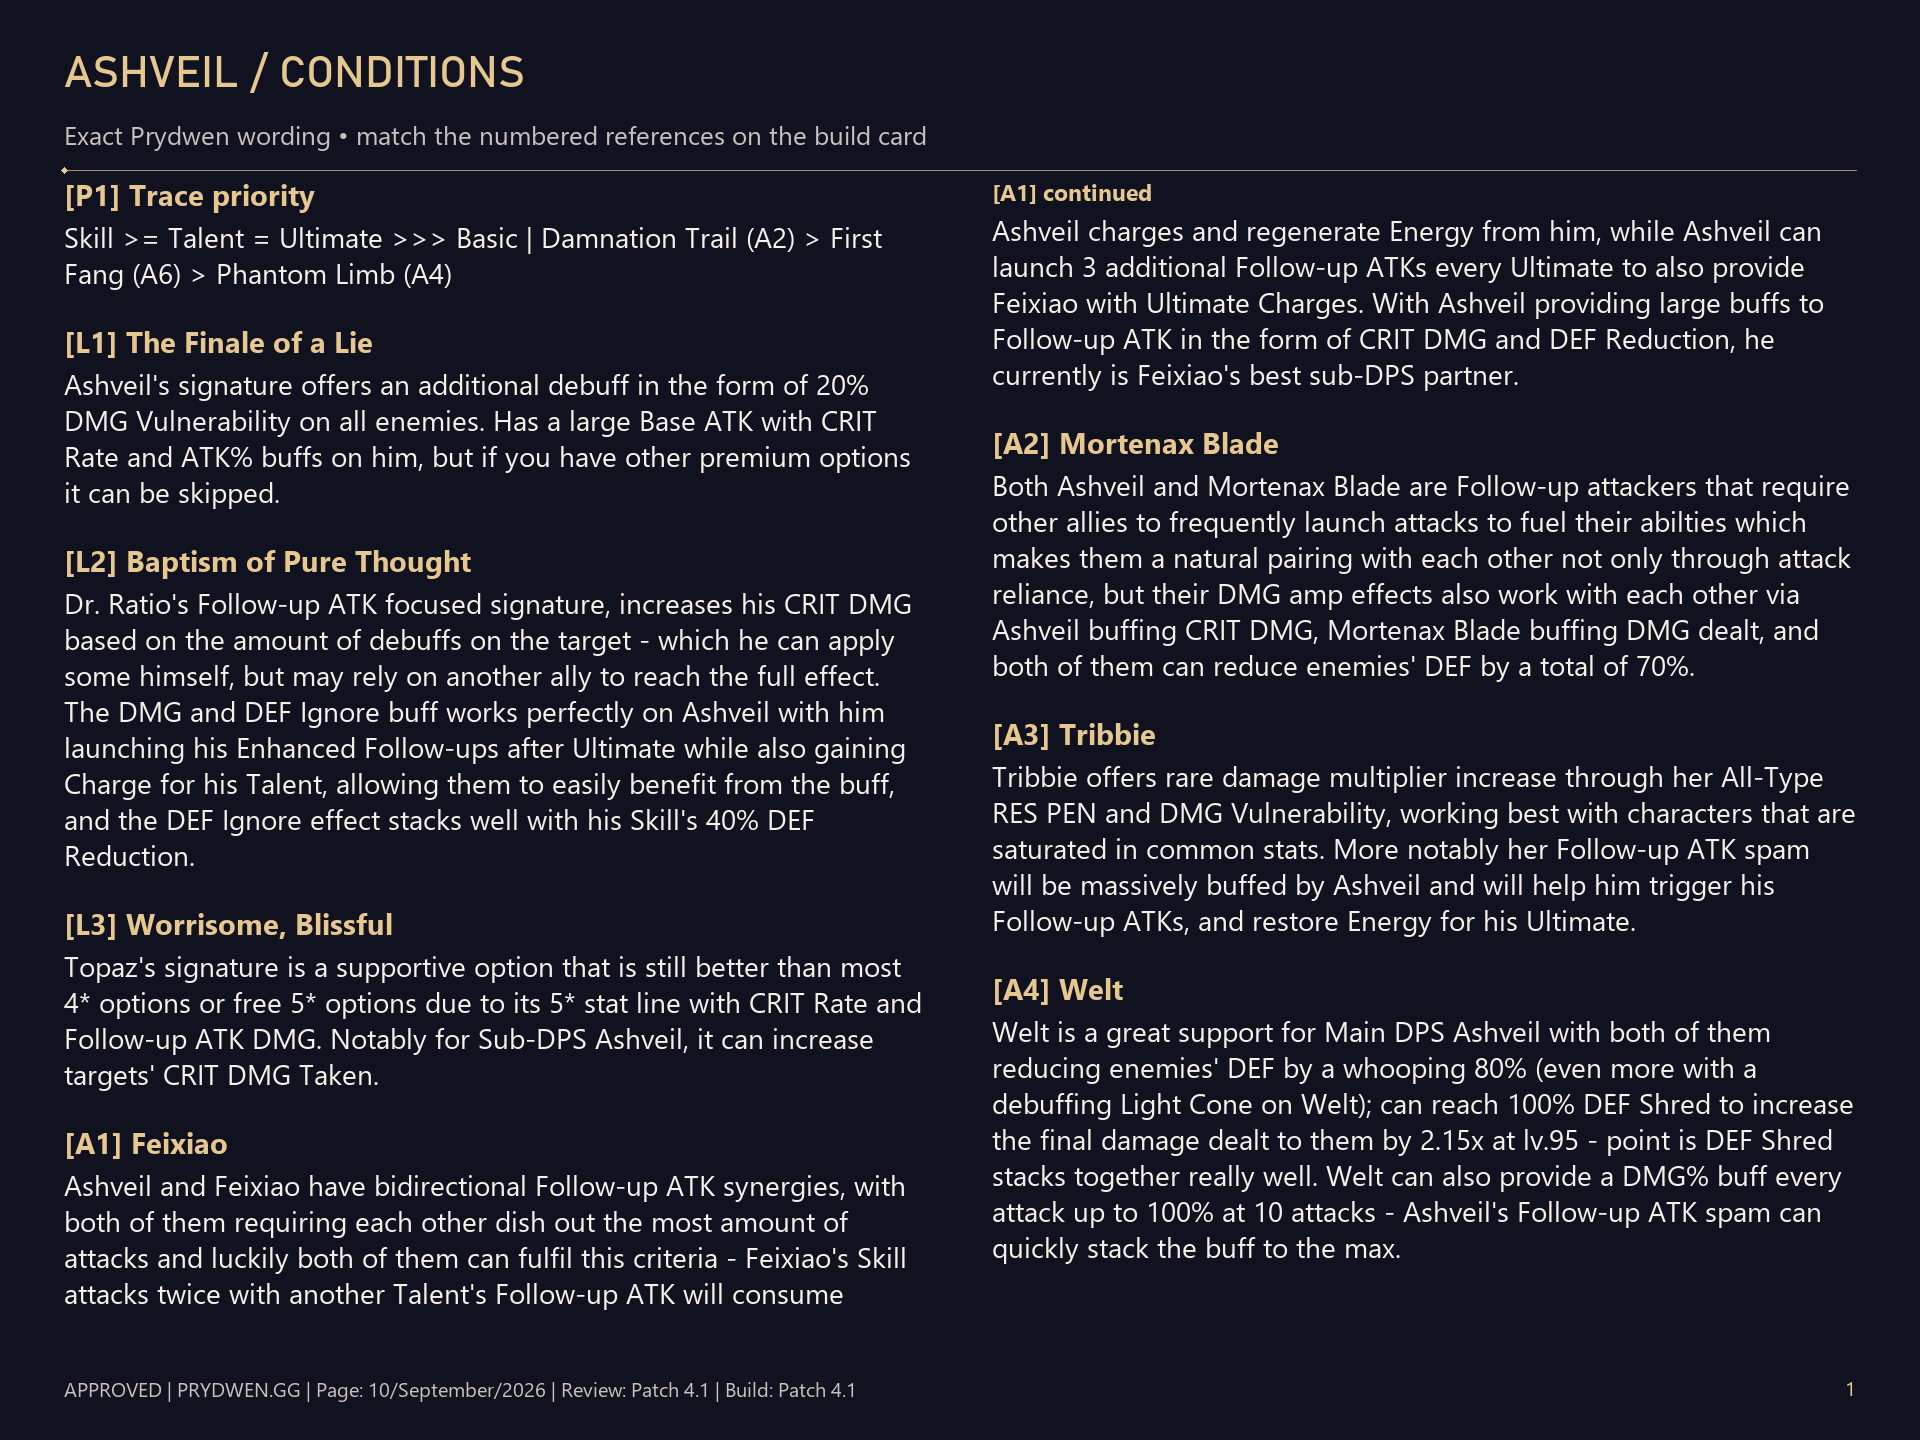 ASHVEIL / CONDITIONS
Exact Prydwen wording • match the numbered references on the build card
[P1] Trace priority
Skill >= Talent = Ultimate >>> Basic | Damnation Trail (A2) > First
Fang (A6) > Phantom Limb (A4)
[L1] The Finale of a Lie
Ashveil's signature offers an additional debuff in the form of 20%
DMG Vulnerability on all enemies. Has a large Base ATK with CRIT
Rate and ATK% buffs on him, but if you have other premium options
it can be skipped.
[L2] Baptism of Pure Thought
Dr. Ratio's Follow-up ATK focused signature, increases his CRIT DMG
based on the amount of debuffs on the target - which he can apply
some himself, but may rely on another ally to reach the full effect.
The DMG and DEF Ignore buff works perfectly on Ashveil with him
launching his Enhanced Follow-ups after Ultimate while also gaining
Charge for his Talent, allowing them to easily benefit from the buff,
and the DEF Ignore effect stacks well with his Skill's 40% DEF
Reduction.
[L3] Worrisome, Blissful
Topaz's signature is a supportive option that is still better than most
4* options or free 5* options due to its 5* stat line with CRIT Rate and
Follow-up ATK DMG. Notably for Sub-DPS Ashveil, it can increase
targets' CRIT DMG Taken.
[A1] Feixiao
Ashveil and Feixiao have bidirectional Follow-up ATK synergies, with
both of them requiring each other dish out the most amount of
attacks and luckily both of them can fulfil this criteria - Feixiao's Skill
attacks twice with another Talent's Follow-up ATK will consume
[A1] continued
Ashveil charges and regenerate Energy from him, while Ashveil can
launch 3 additional Follow-up ATKs every Ultimate to also provide
Feixiao with Ultimate Charges. With Ashveil providing large buffs to
Follow-up ATK in the form of CRIT DMG and DEF Reduction, he
currently is Feixiao's best sub-DPS partner.
[A2] Mortenax Blade
Both Ashveil and Mortenax Blade are Follow-up attackers that require
other allies to frequently launch attacks to fuel their abilties which
makes them a natural pairing with each other not only through attack
reliance, but their DMG amp effects also work with each other via
Ashveil buffing CRIT DMG, Mortenax Blade buffing DMG dealt, and
both of them can reduce enemies' DEF by a total of 70%.
[A3] Tribbie
Tribbie offers rare damage multiplier increase through her All-Type
RES PEN and DMG Vulnerability, working best with characters that are
saturated in common stats. More notably her Follow-up ATK spam
will be massively buffed by Ashveil and will help him trigger his
Follow-up ATKs, and restore Energy for his Ultimate.
[A4] Welt
Welt is a great support for Main DPS Ashveil with both of them
reducing enemies' DEF by a whooping 80% (even more with a
debuffing Light Cone on Welt); can reach 100% DEF Shred to increase
the final damage dealt to them by 2.15x at lv.95 - point is DEF Shred
stacks together really well. Welt can also provide a DMG% buff every
attack up to 100% at 10 attacks - Ashveil's Follow-up ATK spam can
quickly stack the buff to the max.
APPROVED | PRYDWEN.GG | Page: 10/September/2026 | Review: Patch 4.1 | Build: Patch 4.1
1